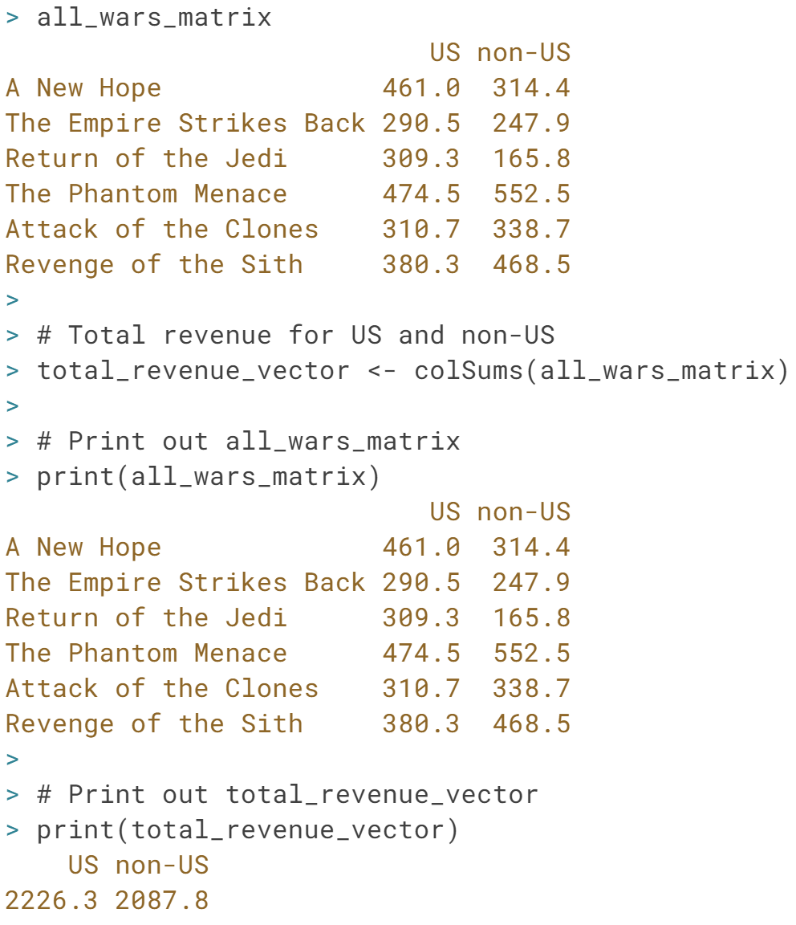 > all_wars_matrix
                           US non-US
A New Hope              461.0  314.4
The Empire Strikes Back 290.5  247.9
Return of the Jedi      309.3  165.8
The Phantom Menace      474.5  552.5
Attack of the Clones    310.7  338.7
Revenge of the Sith     380.3  468.5
>
> # Total revenue for US and non-US
> total_revenue_vector <- colSums(all_wars_matrix)
>
> # Print out all_wars_matrix
> print(all_wars_matrix)
                           US non-US
A New Hope              461.0  314.4
The Empire Strikes Back 290.5  247.9
Return of the Jedi      309.3  165.8
The Phantom Menace      474.5  552.5
Attack of the Clones    310.7  338.7
Revenge of the Sith     380.3  468.5
>
> # Print out total_revenue_vector
> print(total_revenue_vector)
    US non-US
2226.3 2087.8